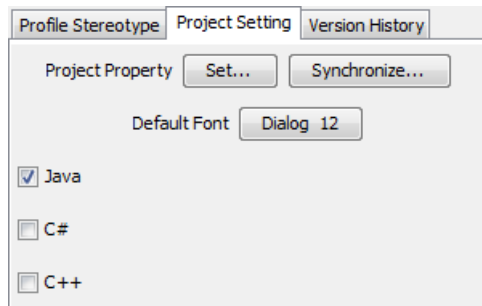 Profile Stereotype Project Setting Version History
Project Property Set... Synchronize...
Default Font Dialog 12
Java
C#
C++